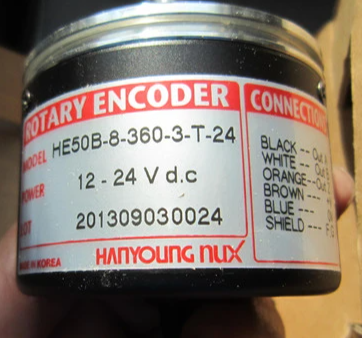 ROTARY ENCODER
MODEL HE50B-8-360-3-T-24
POWER 12 - 24 V d.c
LOT 201309030024
MADE IN KOREA HANYOUNG NUX
CONNECTIONS
BLACK -- Out A
WHITE -- Out B
ORANGE -- Out Z
BROWN ---
BLUE ---
SHIELD --- F.G